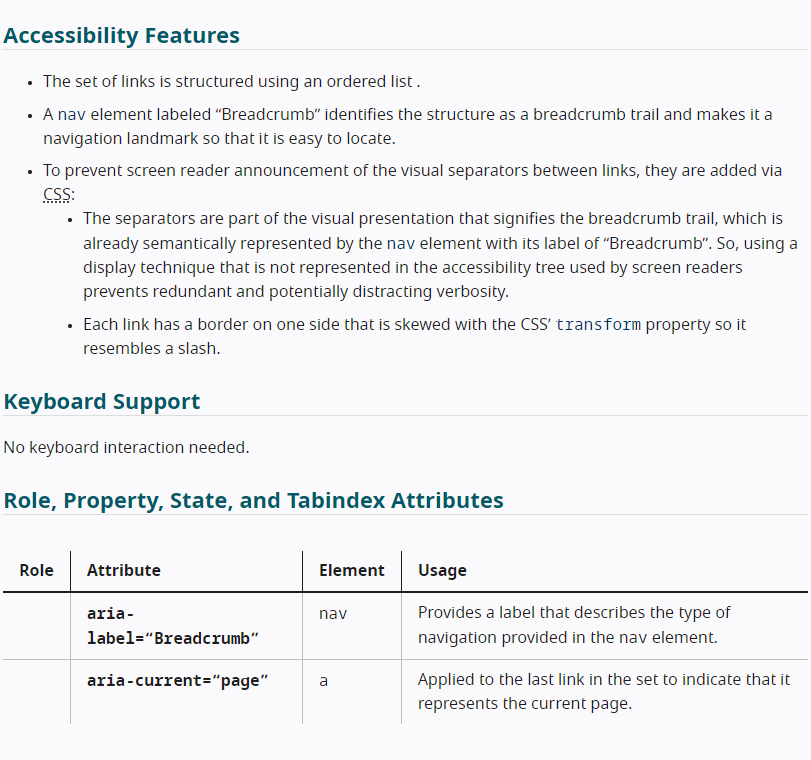 Accessibility Features
• The set of links is structured using an ordered list .
• A nav element labeled “Breadcrumb” identifies the structure as a breadcrumb trail and makes it a
navigation landmark so that it is easy to locate.
• To prevent screen reader announcement of the visual separators between links, they are added via
CSS:
• The separators are part of the visual presentation that signifies the breadcrumb trail, which is
already semantically represented by the nav element with its label of “Breadcrumb”. So, using a
display technique that is not represented in the accessibility tree used by screen readers
prevents redundant and potentially distracting verbosity.
• Each link has a border on one side that is skewed with the CSS’ transform property so it
resembles a slash.
Keyboard Support
No keyboard interaction needed.
Role, Property, State, and Tabindex Attributes
Role Attribute Element Usage
aria-
label=“Breadcrumb”
nav
Provides a label that describes the type of
navigation provided in the nav element.
aria-current=“page”
a
Applied to the last link in the set to indicate that it
represents the current page.